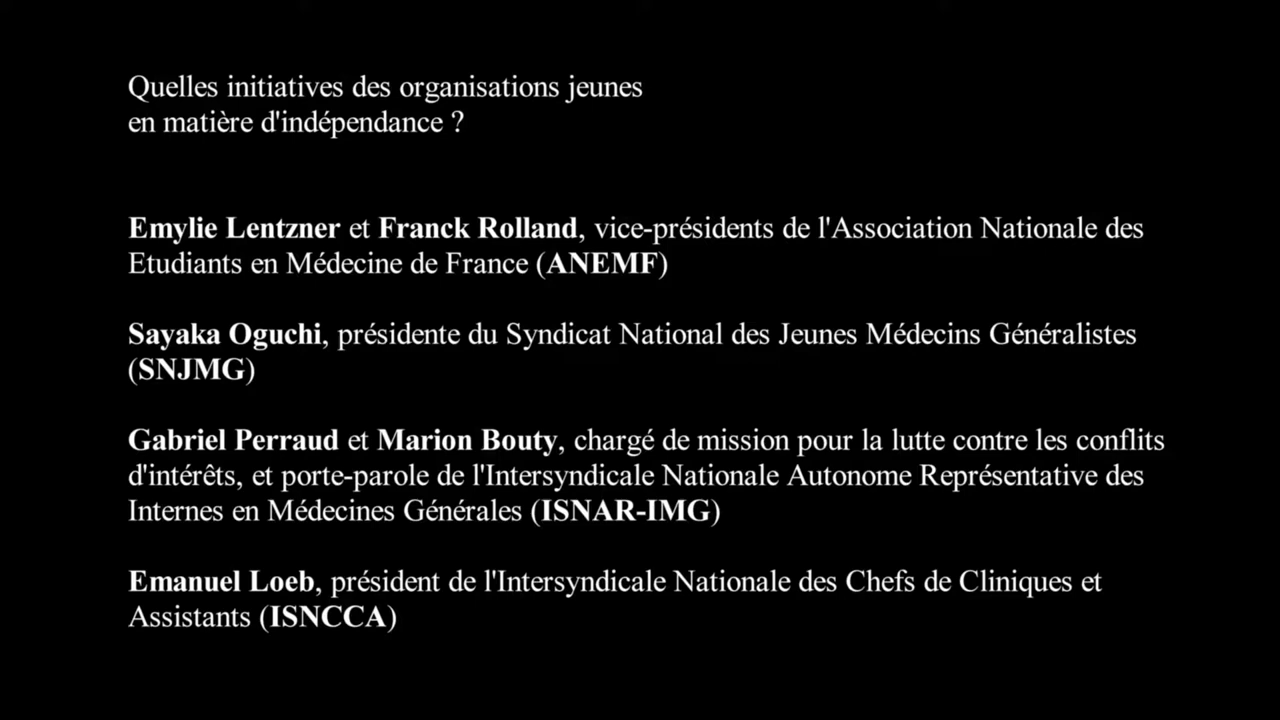 Quelles initiatives des organisations jeunes
en matière d'indépendance ?
Emylie Lentzner et Franck Rolland, vice-présidents de l'Association Nationale des
Etudiants en Médecine de France (ANEMF)
Sayaka Oguchi, présidente du Syndicat National des Jeunes Médecins Généralistes
(SNJMG)
Gabriel Perraud et Marion Bouty, chargé de mission pour la lutte contre les conflits
d'intérêts, et porte-parole de l'Intersyndicale Nationale Autonome Représentative des
Internes en Médecines Générales (ISNAR-IMG)
Emanuel Loeb, président de l'Intersyndicale Nationale des Chefs de Cliniques et
Assistants (ISNCCA)